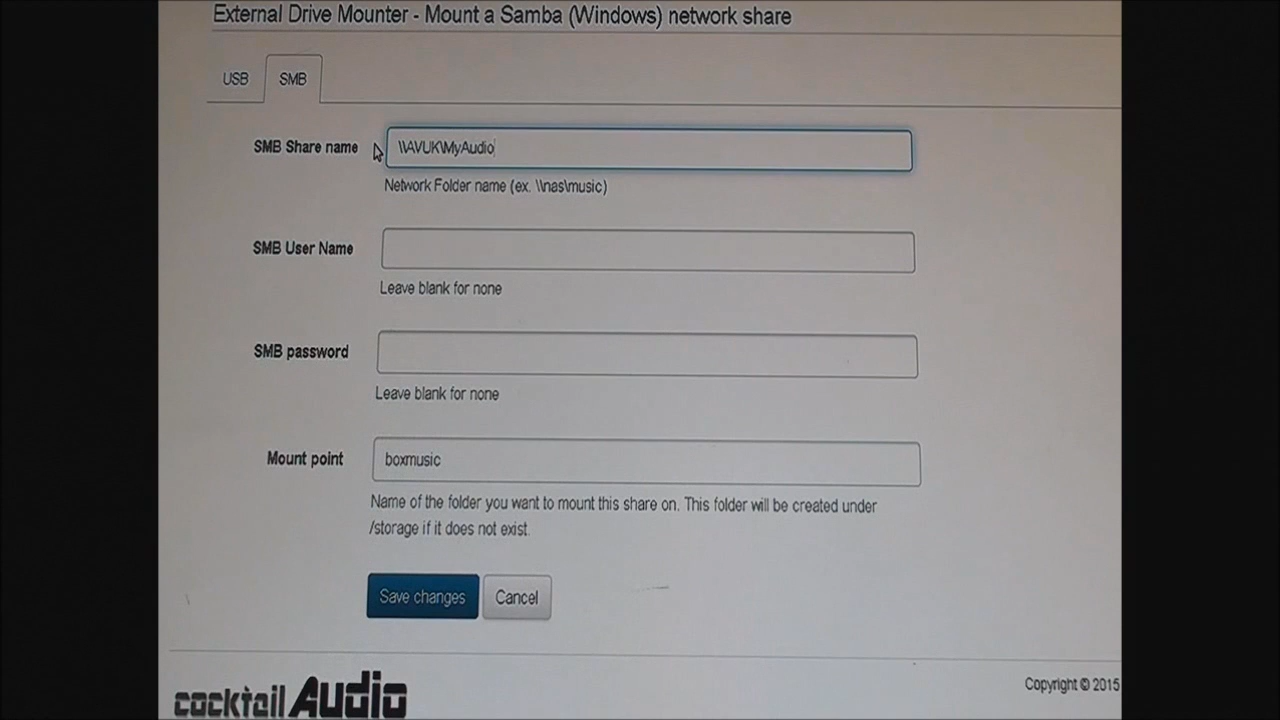 External Drive Mounter - Mount a Samba (Windows) network share
USB
SMB
SMB Share name
\\AVUK\MyAudio
Network Folder name (ex. \\nas\music)
SMB User Name
Leave blank for none
SMB password
Leave blank for none
Mount point
boxmusic
Name of the folder you want to mount this share on. This folder will be created under
/storage if it does not exist.
Save changes
Cancel
cocktail Audio
Copyright © 2015